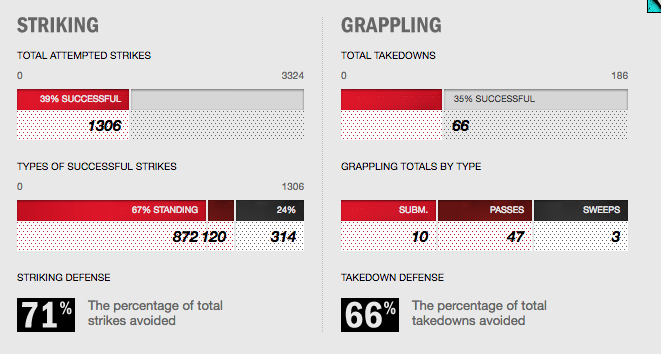 STRIKING
TOTAL ATTEMPTED STRIKES
0 3324
39% SUCCESSFUL
1306
TYPES OF SUCCESSFUL STRIKES
0 1306
67% STANDING 24%
872 120 314
STRIKING DEFENSE
71%
The percentage of total
strikes avoided
GRAPPLING
TOTAL TAKEDOWNS
0 186
35% SUCCESSFUL
66
GRAPPLING TOTALS BY TYPE
SUBM. PASSES SWEEPS
10 47 3
TAKEDOWN DEFENSE
66%
The percentage of total
takedowns avoided